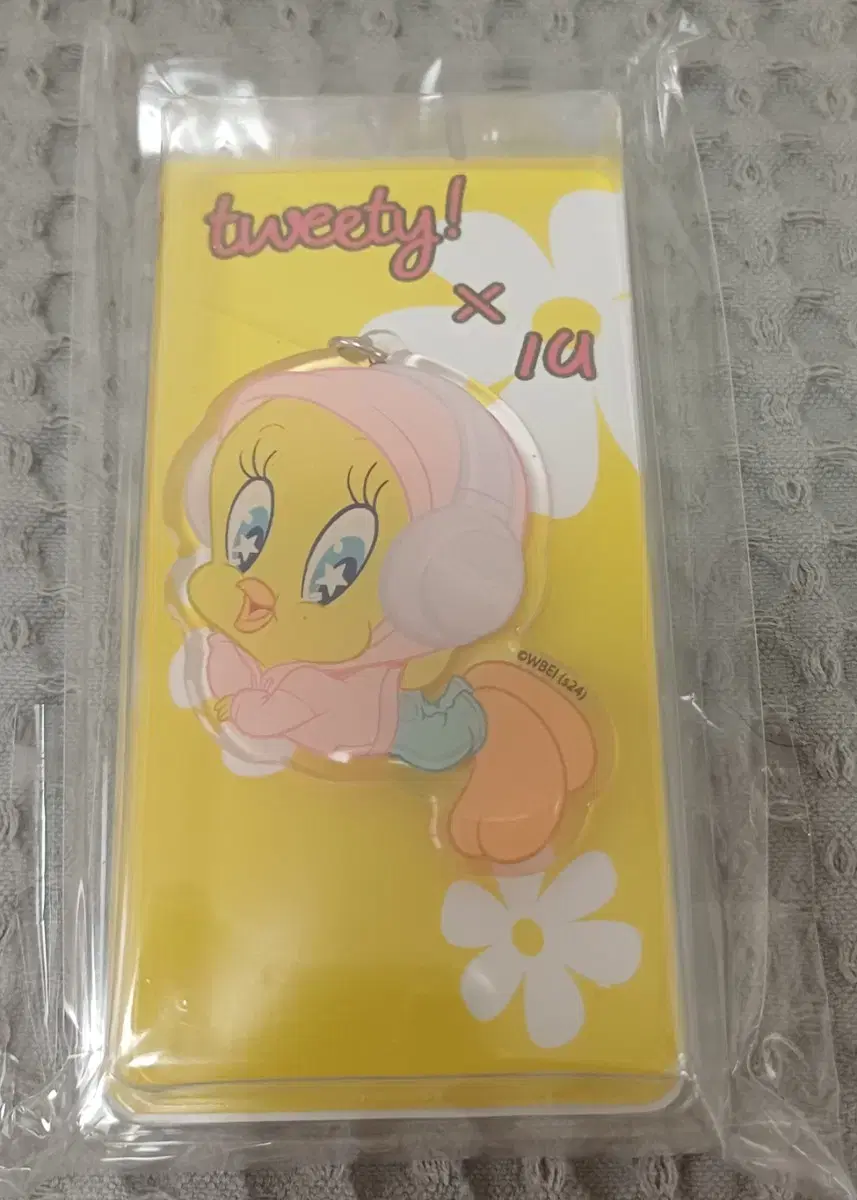 tweety!
x
IU
©WBEI (s24)